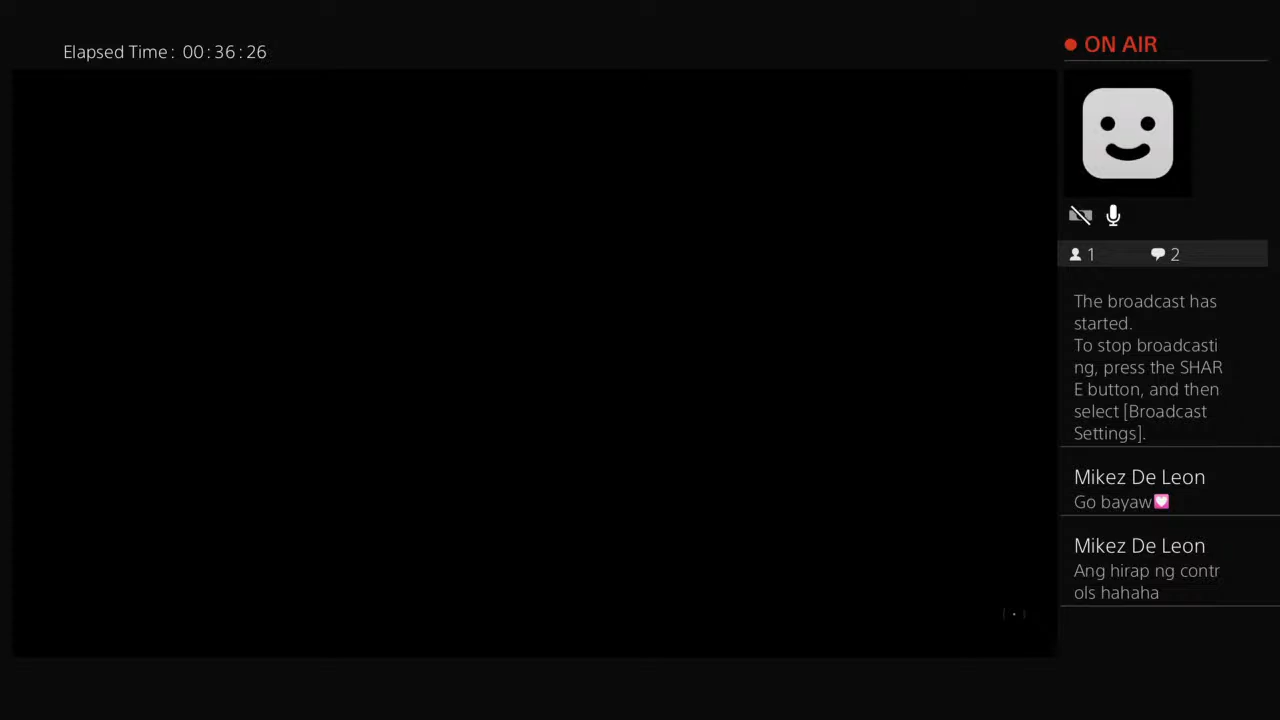 Elapsed Time: 00:36:26
ON AIR
1 2
The broadcast has
started.
To stop broadcasti
ng, press the SHAR
E button, and then
select [Broadcast
Settings].
Mikez De Leon
Go bayaw💟
Mikez De Leon
Ang hirap ng contr
ols hahaha